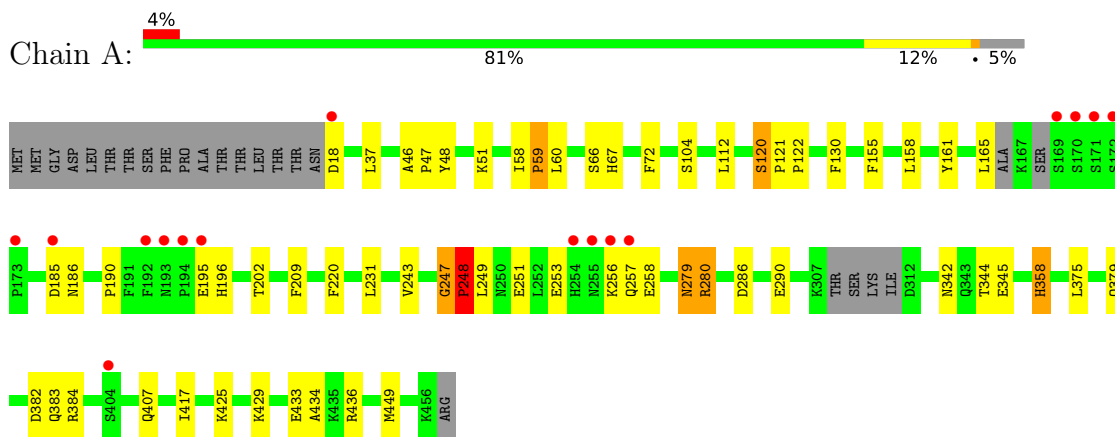 4%
Chain A:
81% 12% • 5%
MET MET GLY ASP LEU THR THR SER PHE PRO ALA THR THR LEU THR THR ASN D18 L37 A46 P47 Y48 K51 I58 P59 L60 S66 H67 F72 S104 L112 S120 P121 P122 F130 F155 L158 Y161 L165 ALA K167 SER S169 S170 S171 S172
P173 D185 N186 P190 F191 F192 N193 P194 E195 H196 T202 F209 F220 L231 V243 G247 P248 L249 N250 E251 L252 E253 H254 N255 K256 Q257 E258 N279 R280 D286 E290 K307 THR SER LYS ILE D312 N342 Q343 T344 E345 H358 L375
D382 Q383 R384 S404 Q407 I417 K425 K429 E433 A434 K435 R436 M449 K456 ARG